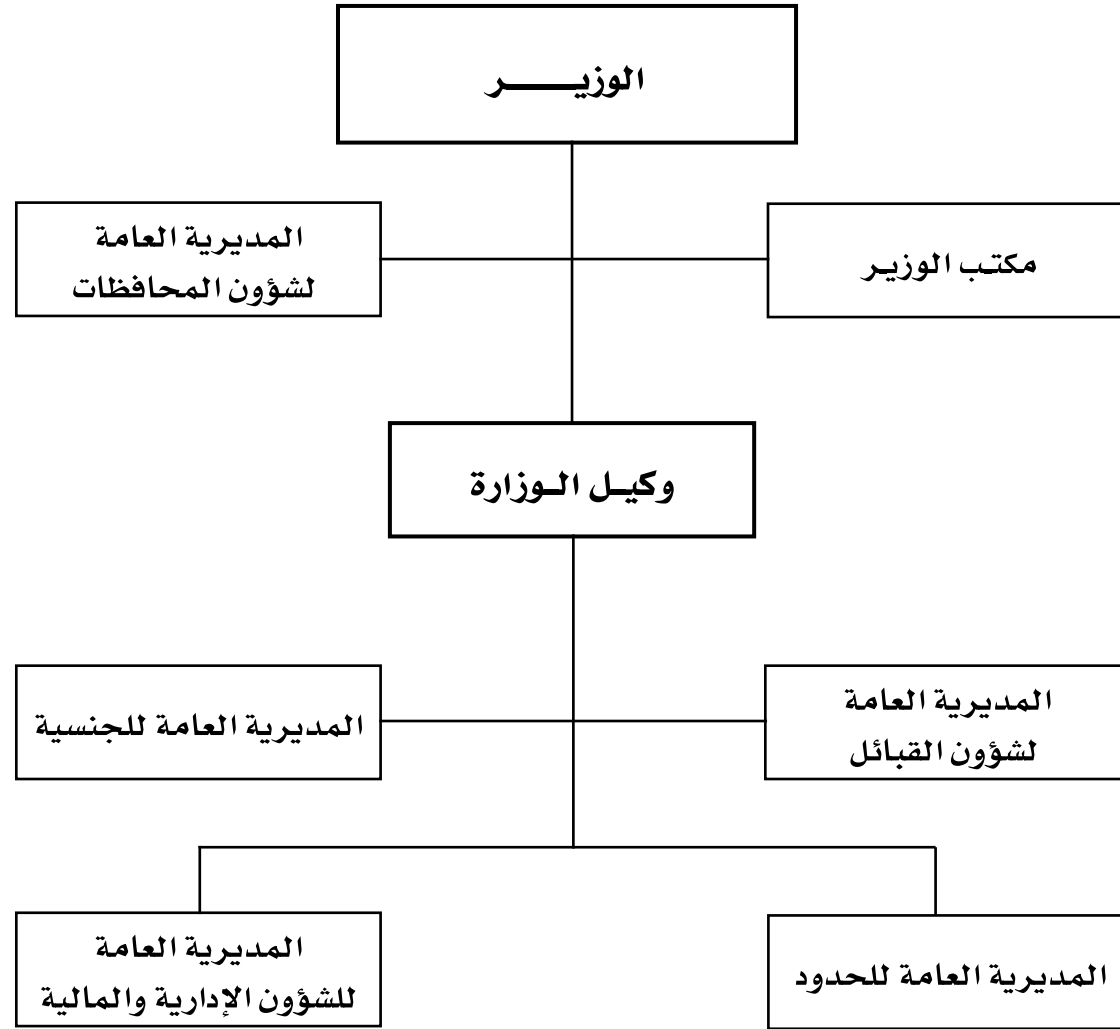 الوزيـــــر
مكتب الوزير
المديرية العامة
لشؤون المحافظات
وكيـل الـوزارة
المديرية العامة
لشؤون القبائل
المديرية العامة للجنسية
المديرية العامة للحدود
المديرية العامة
للشؤون الإدارية والمالية